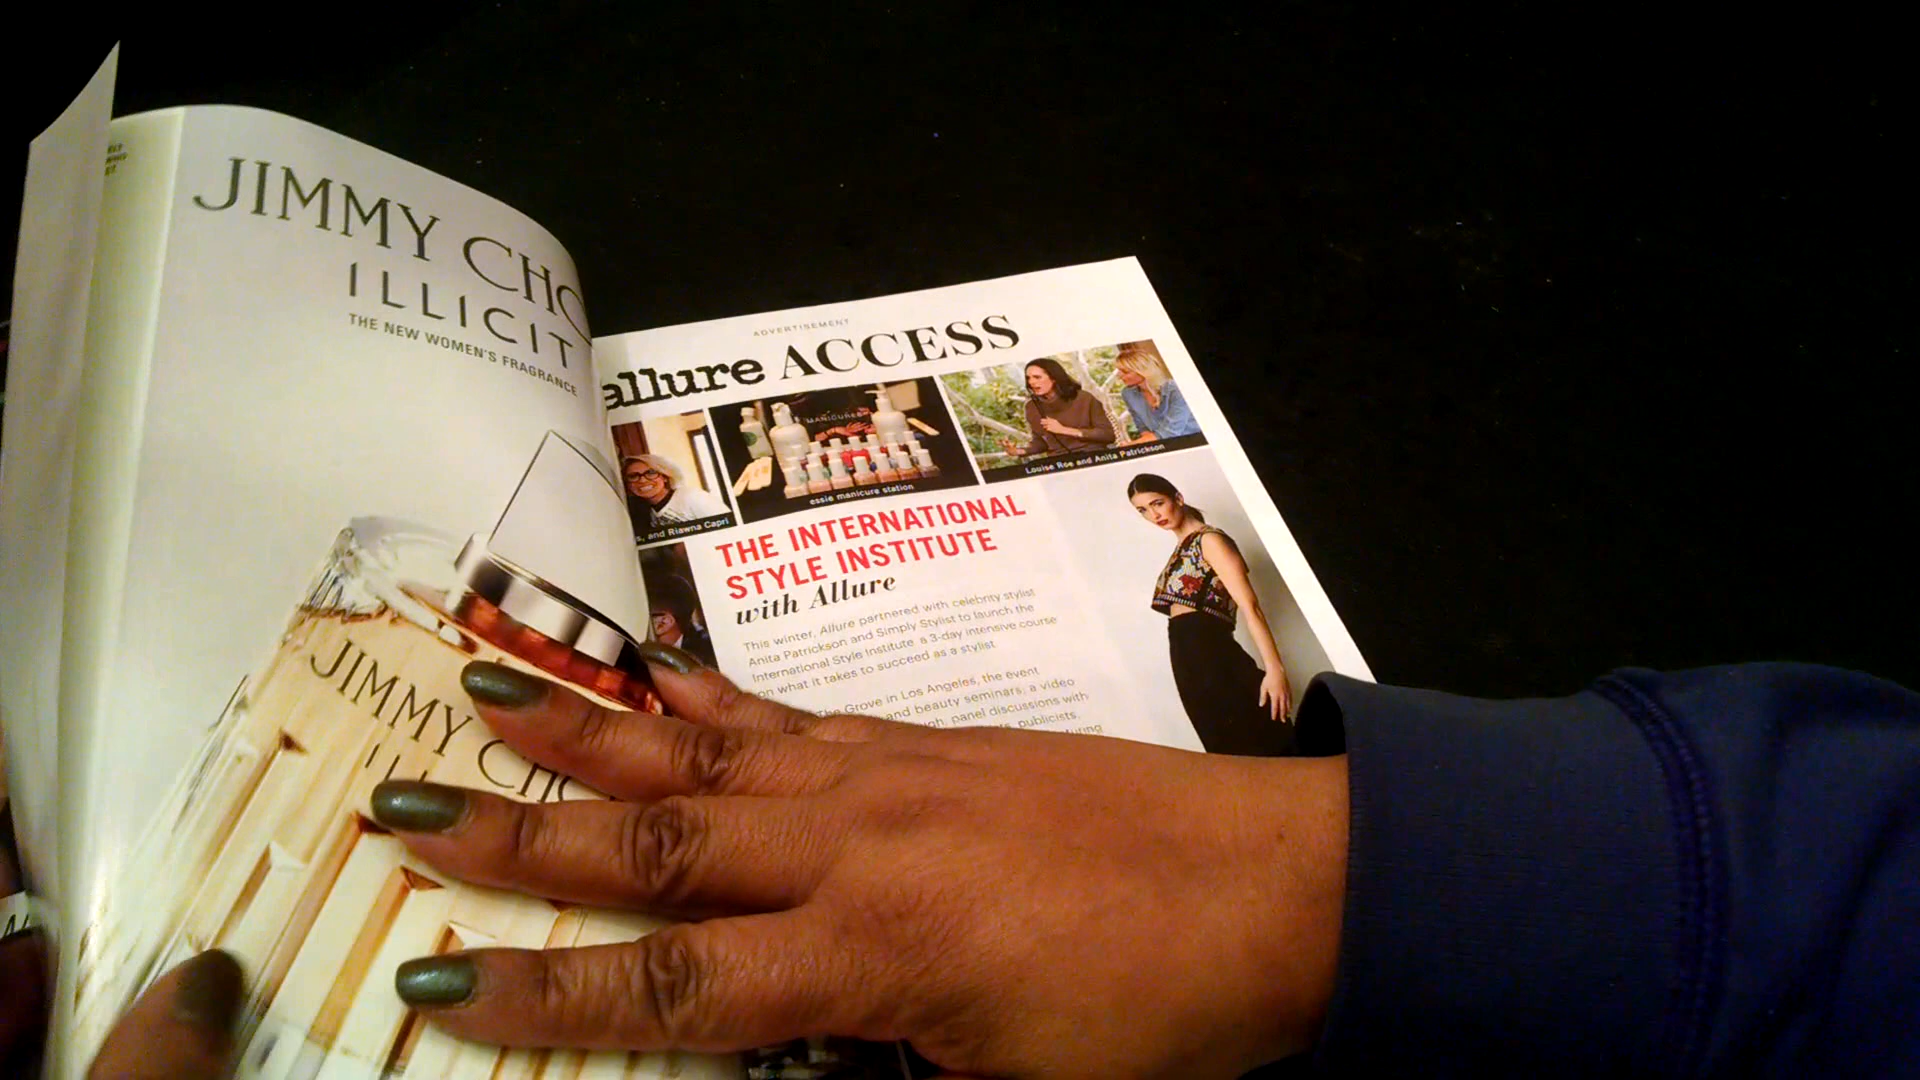 JIMMY CHO
ILLICIT
THE NEW WOMEN'S FRAGRANCE
JIMMY CHO
ADVERTISEMENT
allure ACCESS
MANICURES
s, and Riawna Capri
essie manicure station
Louise Roe and Anita Patrickson
THE INTERNATIONAL
STYLE INSTITUTE
with Allure
This winter, Allure partnered with celebrity stylist
Anita Patrickson and Simply Stylist to launch the
International Style Institute a 3-day intensive course
on what it takes to succeed as a stylist
The Grove in Los Angeles, the event
and beauty seminars, a video
panel discussions with
publicists,